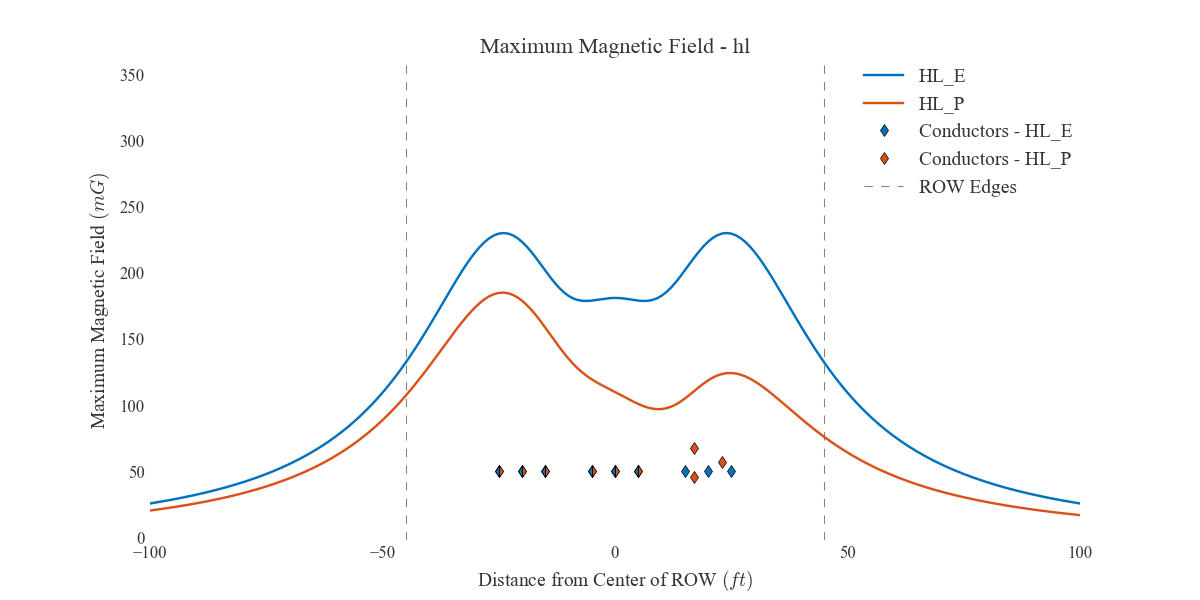 Maximum Magnetic Field - hl
HL_E
HL_P
Conductors - HL_E
Conductors - HL_P
ROW Edges
Maximum Magnetic Field (mG)
350
300
250
200
150
100
50
0
−100
−50
0
50
100
Distance from Center of ROW (ft)